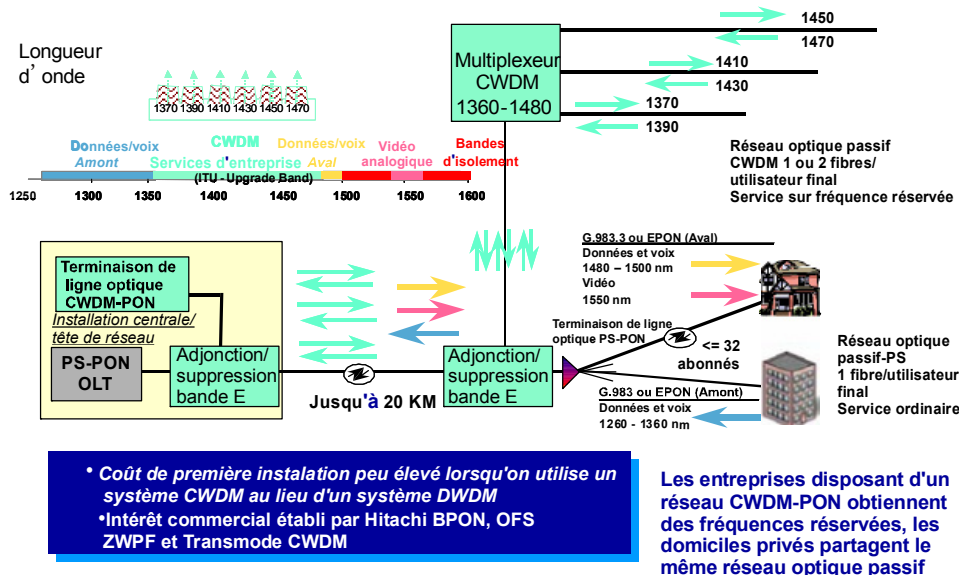 Longueur
d'onde
1370 1390 1410 1430 1450 1470
Données/voix
Amont
CWDM
Services d'entreprise
(ITU - Upgrade Band)
Données/voix
Aval
Vidéo
analogique
Bandes
d'isolement
1250 1300 1350 1400 1450 1500 1550 1600
Multiplexeur
CWDM
1360-1480
1450
1470
1410
1430
1370
1390
Réseau optique passif
CWDM 1 ou 2 fibres/
utilisateur final
Service sur fréquence réservée
Terminaison de
ligne optique
CWDM-PON
Installation centrale/
tête de réseau
PS-PON
OLT
Adjonction/
suppression
bande E
Jusqu'à 20 KM
Adjonction/
suppression
bande E
G.983.3 ou EPON (Aval)
Données et voix
1480 – 1500 nm
Vidéo
1550 nm
Terminaison de ligne
optique PS-PON
<= 32
abonnés
G.983 ou EPON (Amont)
Données et voix
1260 - 1360 nm
Réseau optique
passif-PS
1 fibre/utilisateur
final
Service ordinaire
• Coût de première instalation peu élevé lorsqu'on utilise un
système CWDM au lieu d'un système DWDM
•Intérêt commercial établi par Hitachi BPON, OFS
ZWPF et Transmode CWDM
Les entreprises disposant d'un
réseau CWDM-PON obtiennent
des fréquences réservées, les
domiciles privés partagent le
même réseau optique passif